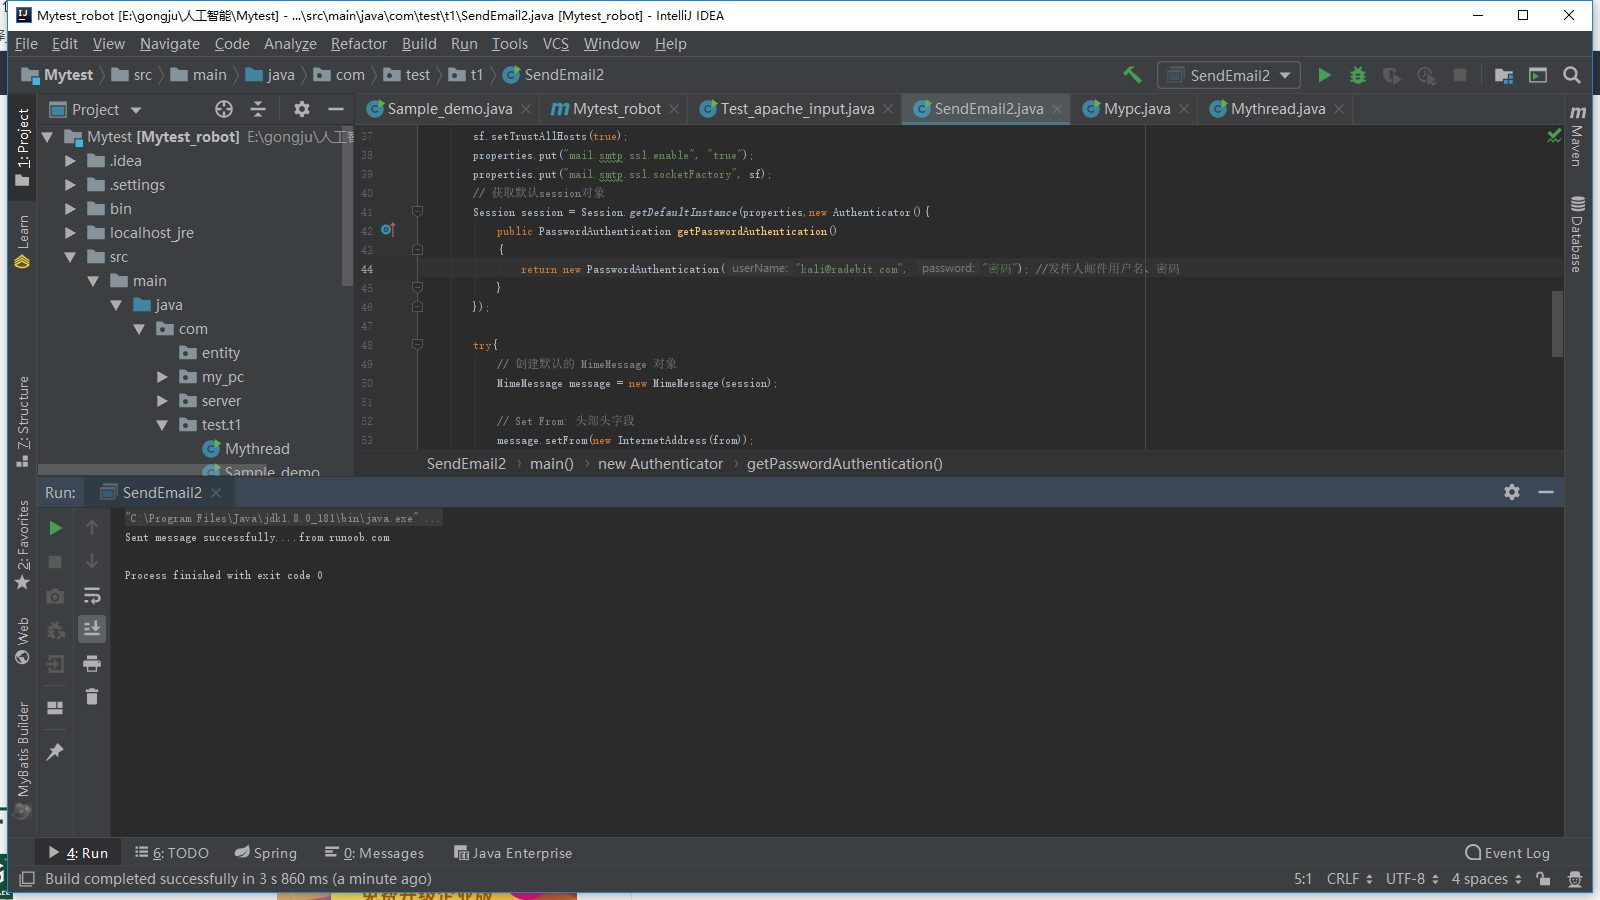 Mytest_robot [E:\gongju\人工智能\Mytest] - ...\src\main\java\com\test\t1\SendEmail2.java [Mytest_robot] - IntelliJ IDEA
File Edit View Navigate Code Analyze Refactor Build Run Tools VCS Window Help
Mytest src main java com test t1 SendEmail2
SendEmail2
Project
Sample_demo.java Mytest_robot Test_apache_input.java SendEmail2.java Mypc.java Mythread.java
1: Project
Learn
7: Structure
2: Favorites
Web
MyBatis Builder
Mytest [Mytest_robot] E:\gongju\人工智
.idea
.settings
bin
localhost_jre
src
main
java
com
entity
my_pc
server
test.t1
Mythread
Sample_demo
37 sf.setTrustAllHosts(true);
38 properties.put("mail.smtp.ssl.enable", "true");
39 properties.put("mail.smtp.ssl.socketFactory", sf);
40 // 获取默认session对象
41 Session session = Session.getDefaultInstance(properties,new Authenticator(){
42 public PasswordAuthentication getPasswordAuthentication()
43 {
44 return new PasswordAuthentication( userName: "kali@radebit.com", password: "密码"); //发件人邮件用户名、密码
45 }
46 });
47
48 try{
49 // 创建默认的 MimeMessage 对象
50 MimeMessage message = new MimeMessage(session);
51
52 // Set From: 头部头字段
53 message.setFrom(new InternetAddress(from));
SendEmail2 main() new Authenticator getPasswordAuthentication()
Maven
Database
Run: SendEmail2
"C:\Program Files\Java\jdk1.8.0_181\bin\java.exe" ...
Sent message successfully....from runoob.com
Process finished with exit code 0
4: Run 6: TODO Spring 0: Messages Java Enterprise Event Log
Build completed successfully in 3 s 860 ms (a minute ago) 5:1 CRLF UTF-8 4 spaces